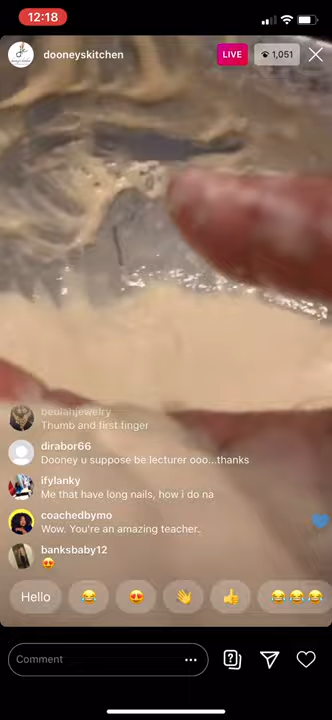 12:18
dooneyskitchen
LIVE
1,051
beulahjewelry
Thumb and first finger
dirabor66
Dooney u suppose be lecturer ooo...thanks
ifylanky
Me that have long nails, how i do na
coachedbymo
Wow. You're an amazing teacher.
banksbaby12
😍
Hello 😂 😍 👋 👍 😂😂😂
Comment